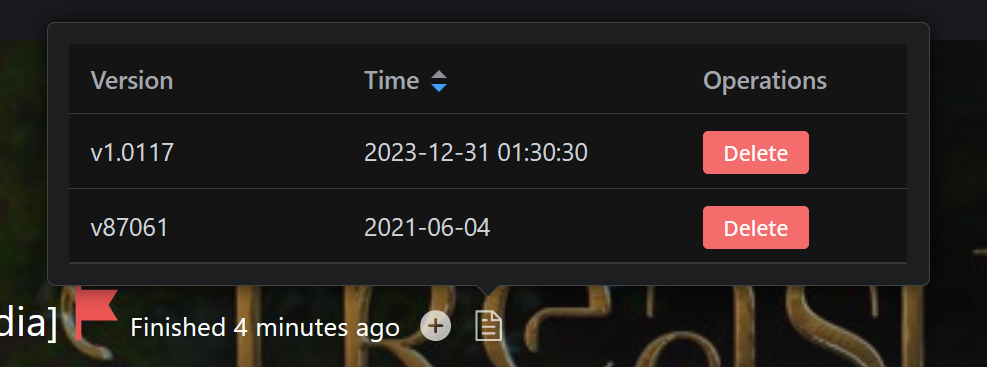 Version Time Operations
v1.0117 2023-12-31 01:30:30 Delete
v87061 2021-06-04 Delete
dia] Finished 4 minutes ago